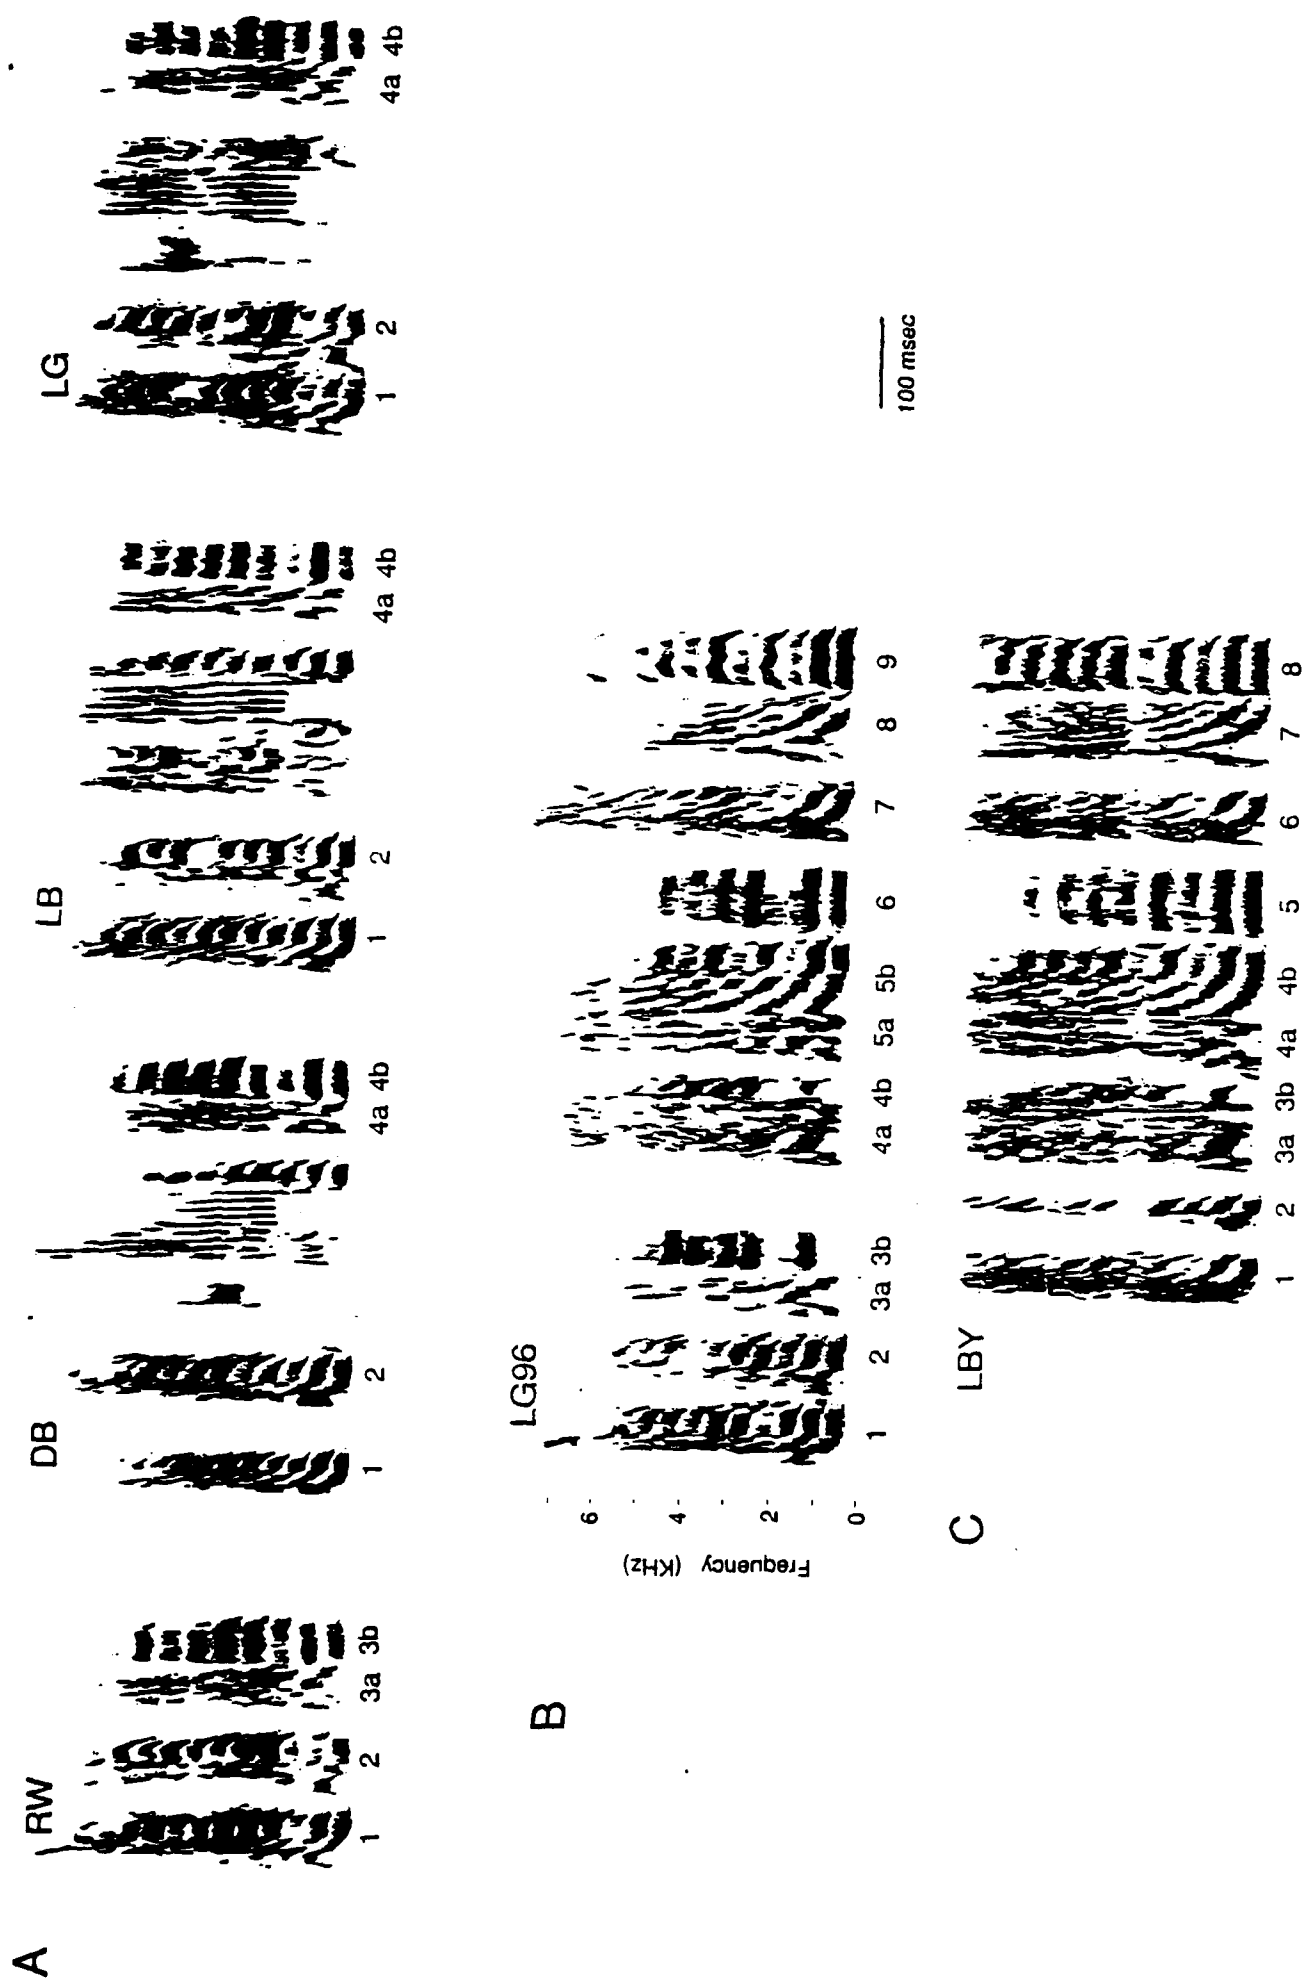 A
RW
DB
LB
LG
1 2 3a 3b
1 2 4a 4b
1 2 4a 4b
1 2 4a 4b
B
LG96
Frequency (KHz)
6
4
2
0
1 2 3a 3b 4a 4b 5a 5b 6 7 8 9
100 msec
C
LBY
1 2 3a 3b 4a 4b 5 6 7 8